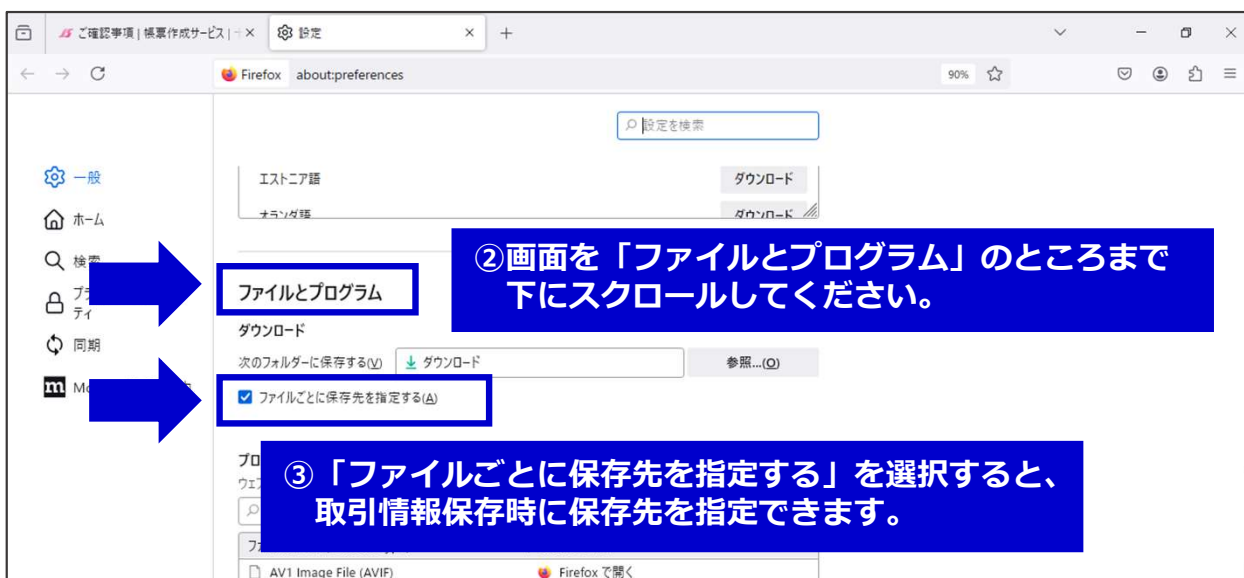 ご確認事項 | 帳票作成サービス |
設定
Firefox about:preferences
90%
設定を検索
一般
エストニア語 ダウンロード
ホーム
オランダ語 ダウンロード
検索
②画面を「ファイルとプログラム」のところまで
下にスクロールしてください。
ファイルとプログラム
ティ
ダウンロード
同期
次のフォルダーに保存する(V) ダウンロード 参照...(O)
ファイルごとに保存先を指定する(A)
③「ファイルごとに保存先を指定する」を選択すると、
取引情報保存時に保存先を指定できます。
AV1 Image File (AVIF) Firefox で開く